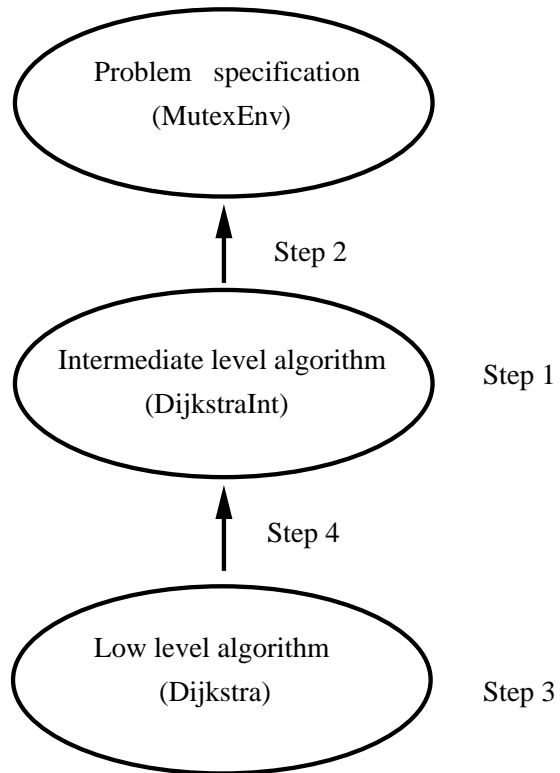 Problem specification
(MutexEnv)
Step 2
Intermediate level algorithm
(DijkstraInt)
Step 1
Step 4
Low level algorithm
(Dijkstra)
Step 3